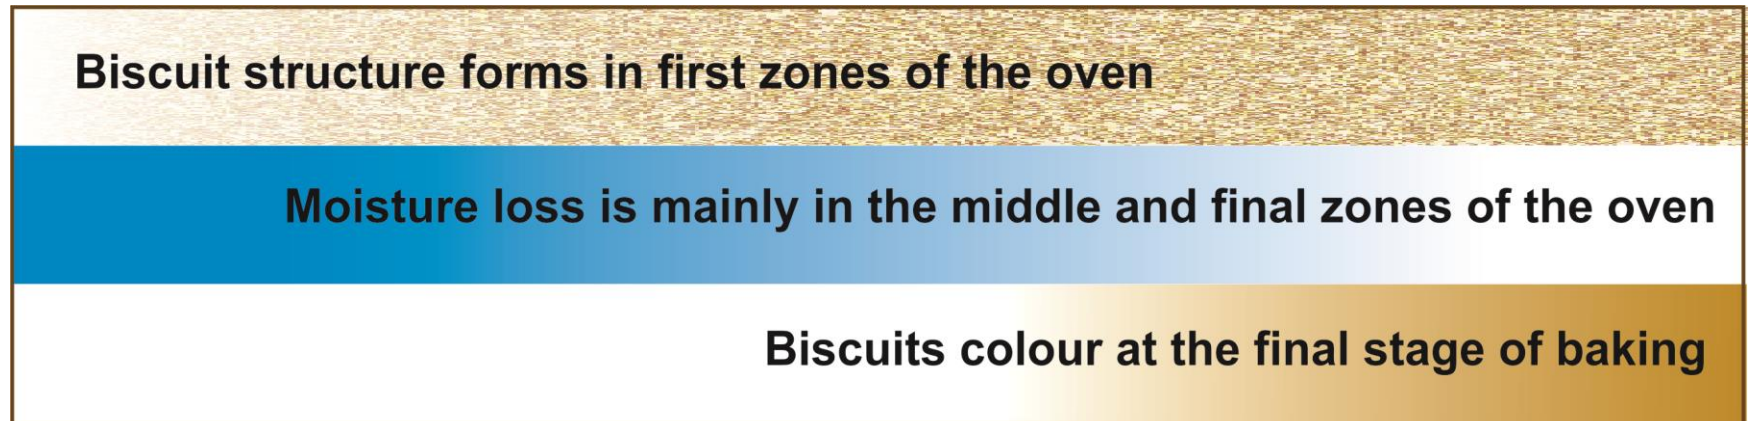 Biscuit structure forms in first zones of the oven
Moisture loss is mainly in the middle and final zones of the oven
Biscuits colour at the final stage of baking